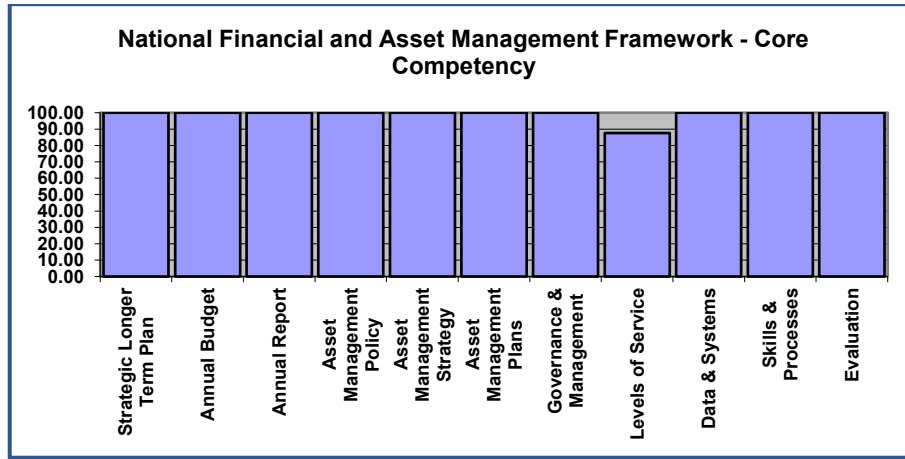 National Financial and Asset Management Framework - Core
Competency
100.00
90.00
80.00
70.00
60.00
50.00
40.00
30.00
20.00
10.00
0.00
Strategic Longer
Term Plan
Annual Budget
Annual Report
Asset
Management
Policy
Asset
Management
Strategy
Asset
Management
Plans
Governance &
Management
Levels of Service
Data & Systems
Skills &
Processes
Evaluation